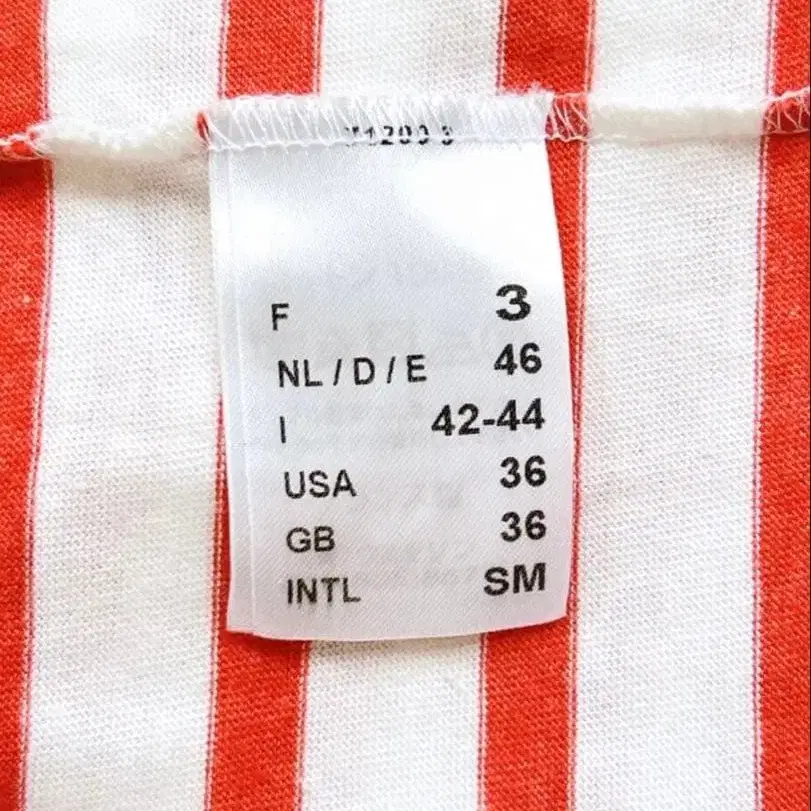 F 3
NL / D / E 46
I 42-44
USA 36
GB 36
INTL SM